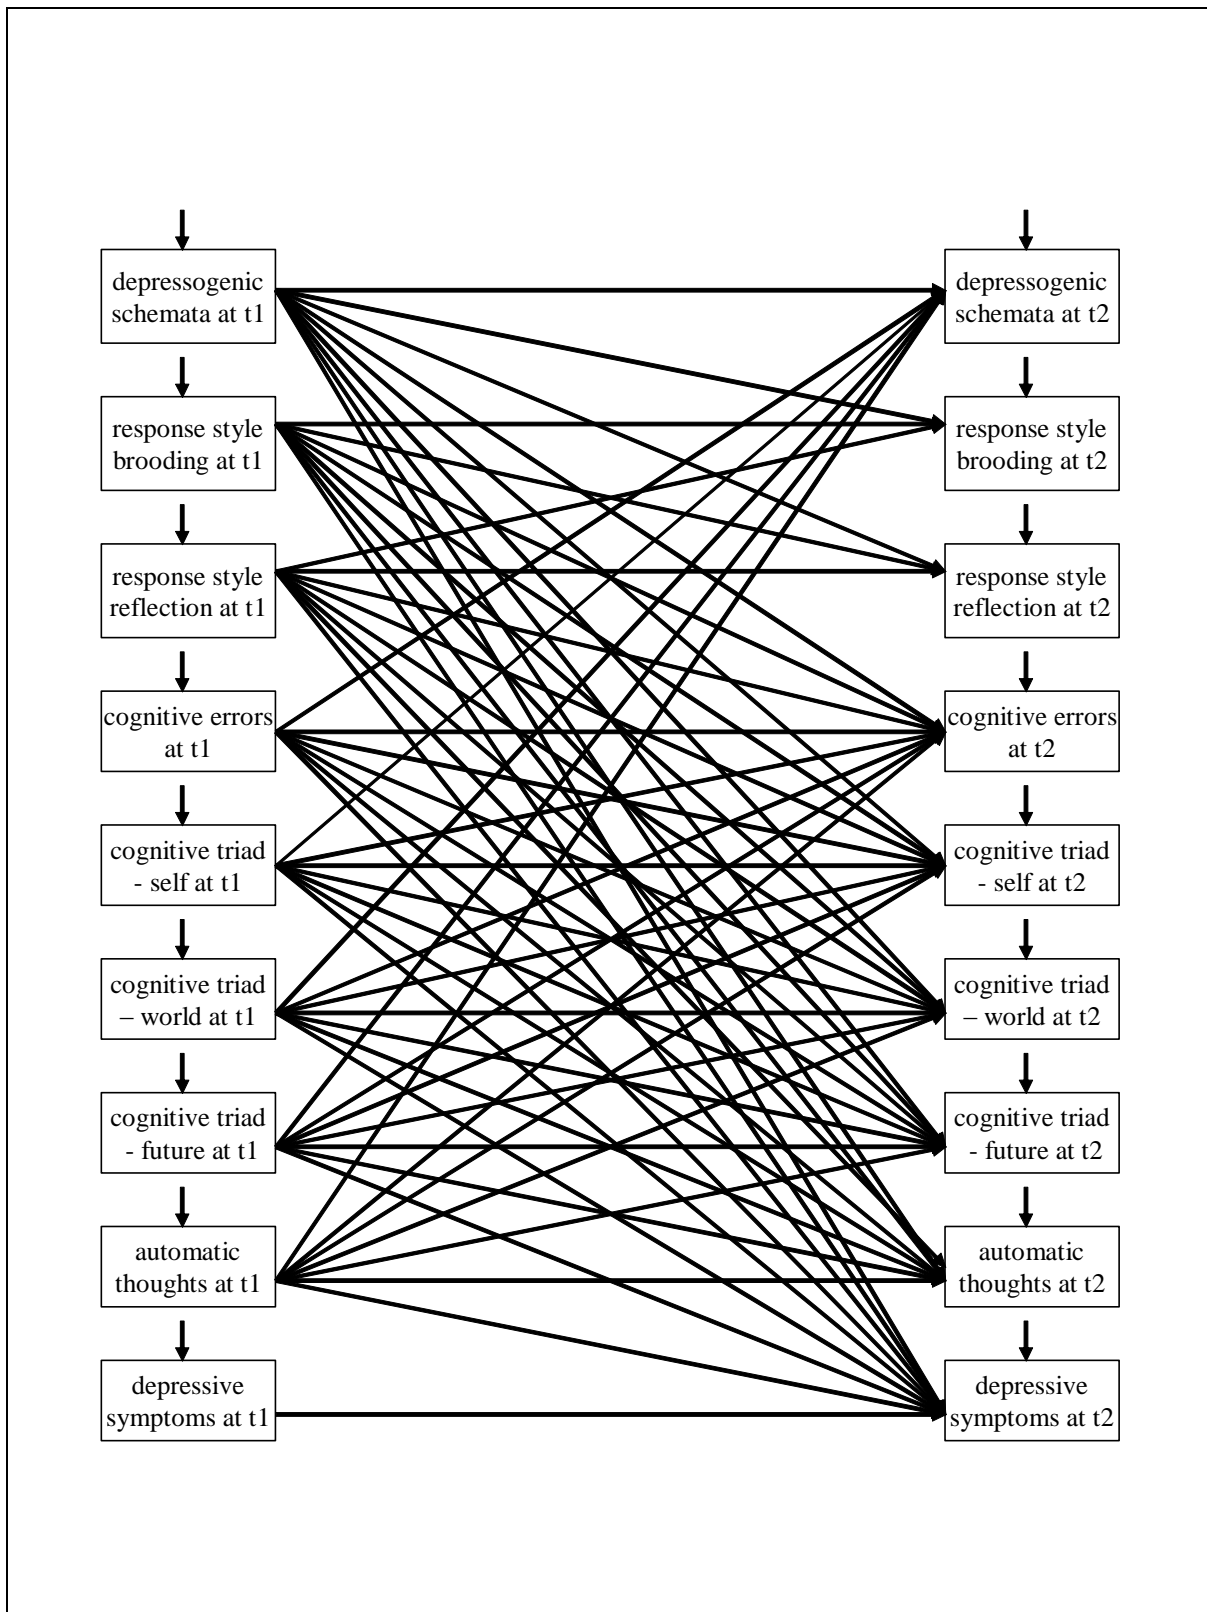 depressogenic
schemata at t1
response style
brooding at t1
response style
reflection at t1
cognitive errors
at t1
cognitive triad
- self at t1
cognitive triad
– world at t1
cognitive triad
- future at t1
automatic
thoughts at t1
depressive
symptoms at t1
depressogenic
schemata at t2
response style
brooding at t2
response style
reflection at t2
cognitive errors
at t2
cognitive triad
- self at t2
cognitive triad
– world at t2
cognitive triad
- future at t2
automatic
thoughts at t2
depressive
symptoms at t2